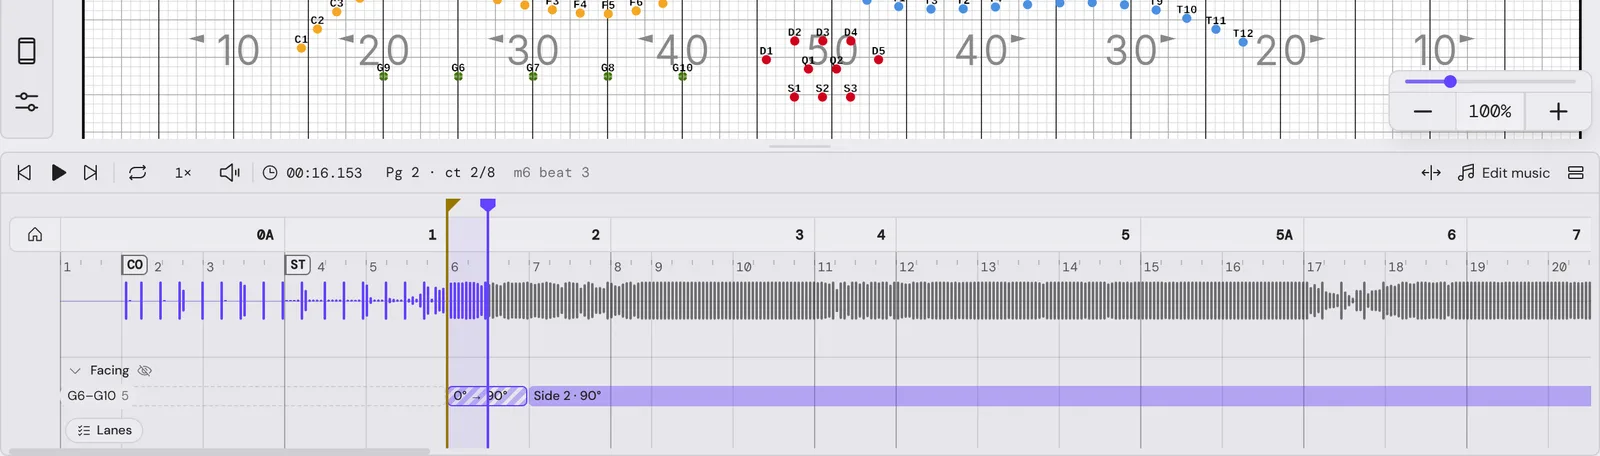 C3
F3 F4 F5 F6
T3 T2 T9 T10
C2 T11
C1 D2 D3 D4 T12
10 20 30 40 50 40 30 20 10
D1 D5
G9 G6 G7 G8 G10 Q1 Q2
S1 S2 S3
100%
1× 00:16.153 Pg 2 · ct 2/8 m6 beat 3 Edit music
0A 1 2 3 4 5 5A 6 7
1 CO 2 3 ST 4 5 6 7 8 9 10 11 12 13 14 15 16 17 18 19 20
Facing
G6–G10 5 0° → 90° Side 2 · 90°
Lanes